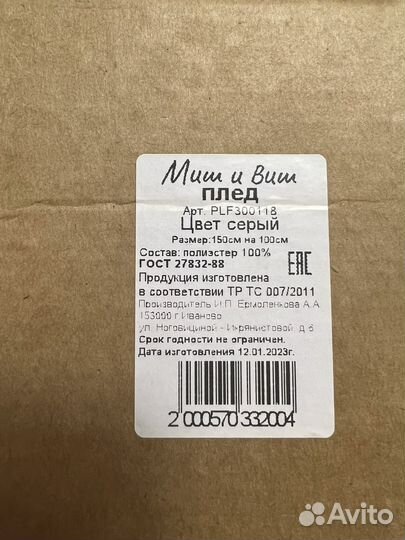 Миш и Виш
плед
Арт. PLF300118
Цвет серый
Размер:150см на 100см
Состав: полиэстер 100%
ГОСТ 27832-88
EAC
Продукция изготовлена
в соответствии ТР ТС 007/2011
Производитель И.П. Ермоленкова А.А.
153000 г.Иваново
ул. Ноговицыной - Икрянистовой, д.6
Срок годности не ограничен.
Дата изготовления 12.01.2023г.
2 000570 332004
Avito